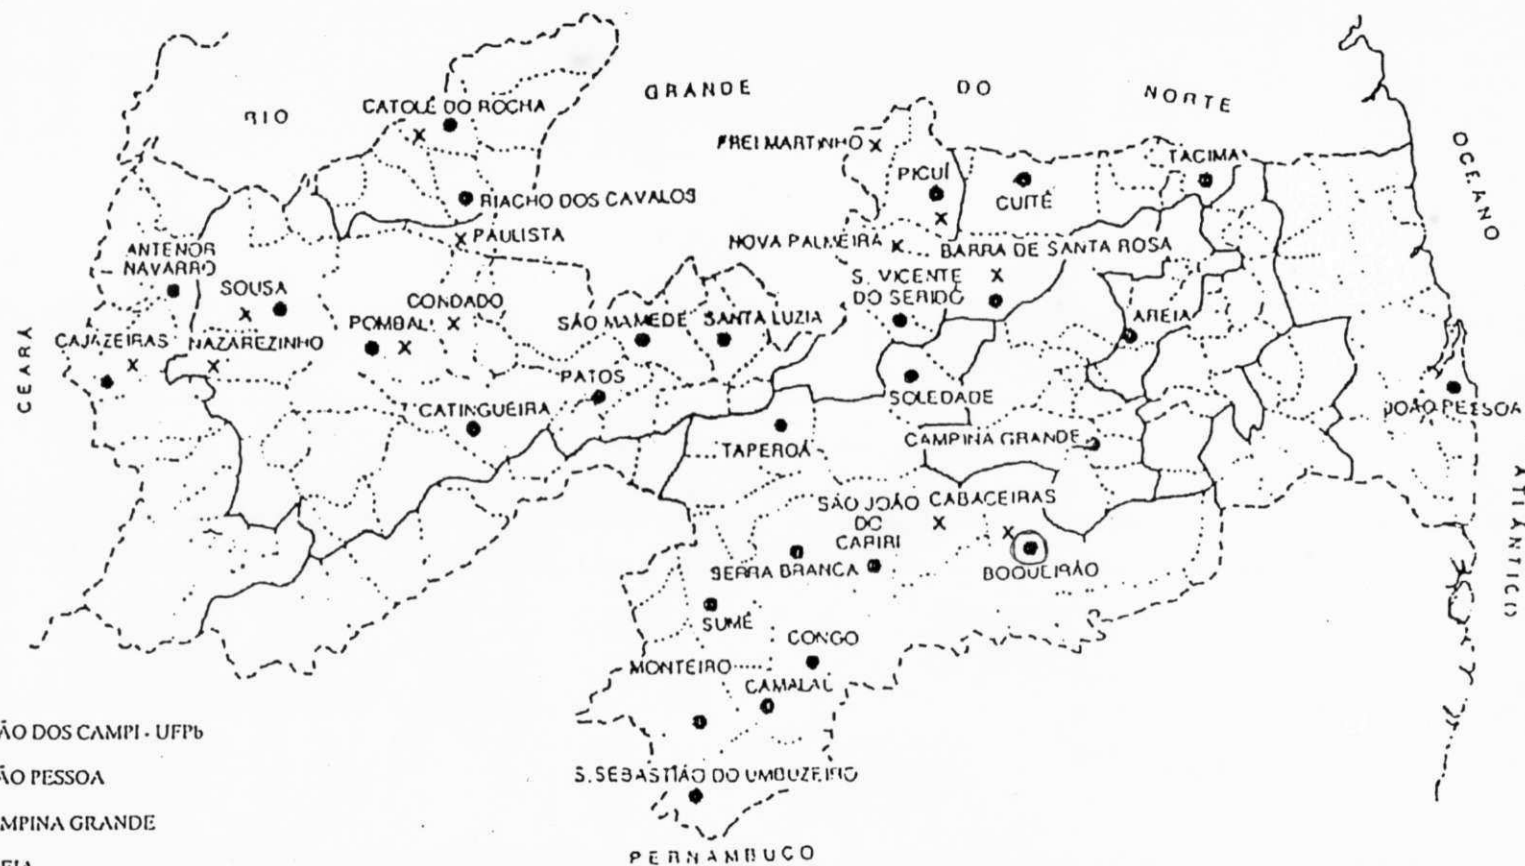 RIO
GRANDE
DO
NORTE
OCEANO
ATLÂNTICO
CEARÁ
PERNAMBUCO
CATOLÉ DO ROCHA
X
FREI MARTINHO X
TACIMA
PICUÍ
X
CUITÊ
RIACHO DOS CAVALOS
X PAULISTA
NOVA PALMEIRA X
BARRA DE SANTA ROSA
X
ANTENOR
NAVARRO
SOUSA
X
CONDADO
X
S. VICENTE
DO SERIDÓ
POMBAL
X
SÃO MAMEDE
SANTA LUZIA
AREIA
CAJAZEIRAS
X
NAZAREZINHO
X
PATOS
SOLEDADE
JOÃO PESSOA
CATINGUEIRA
TAPEROÁ
CAMPINA GRANDE
SÃO JOÃO
DO
CARIRI
CABACEIRAS
X
X
SERRA BRANCA
BOQUEIRÃO
SUMÉ
CONGO
MONTEIRO
CAMALAÚ
S. SEBASTIÃO DO UMBUZEIRO
ÃO DOS CAMPI - UFPb
ÃO PESSOA
MPINA GRANDE